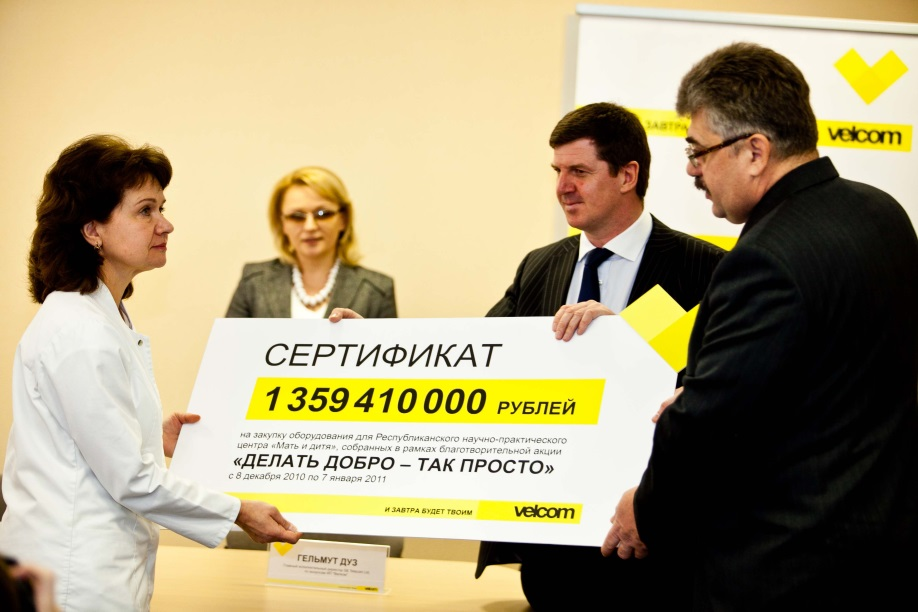 ЗАВТРА
velcom
СЕРТИФИКАТ
1 359 410 000 РУБЛЕЙ
на закупку оборудования для Республиканского научно-практического
центра «Мать и дитя», собранных в рамках благотворительной акции
«ДЕЛАТЬ ДОБРО – ТАК ПРОСТО»
с 8 декабря 2010 по 7 января 2011
И ЗАВТРА БУДЕТ ТВОИМ velcom
ГЕЛЬМУТ ДУЗ